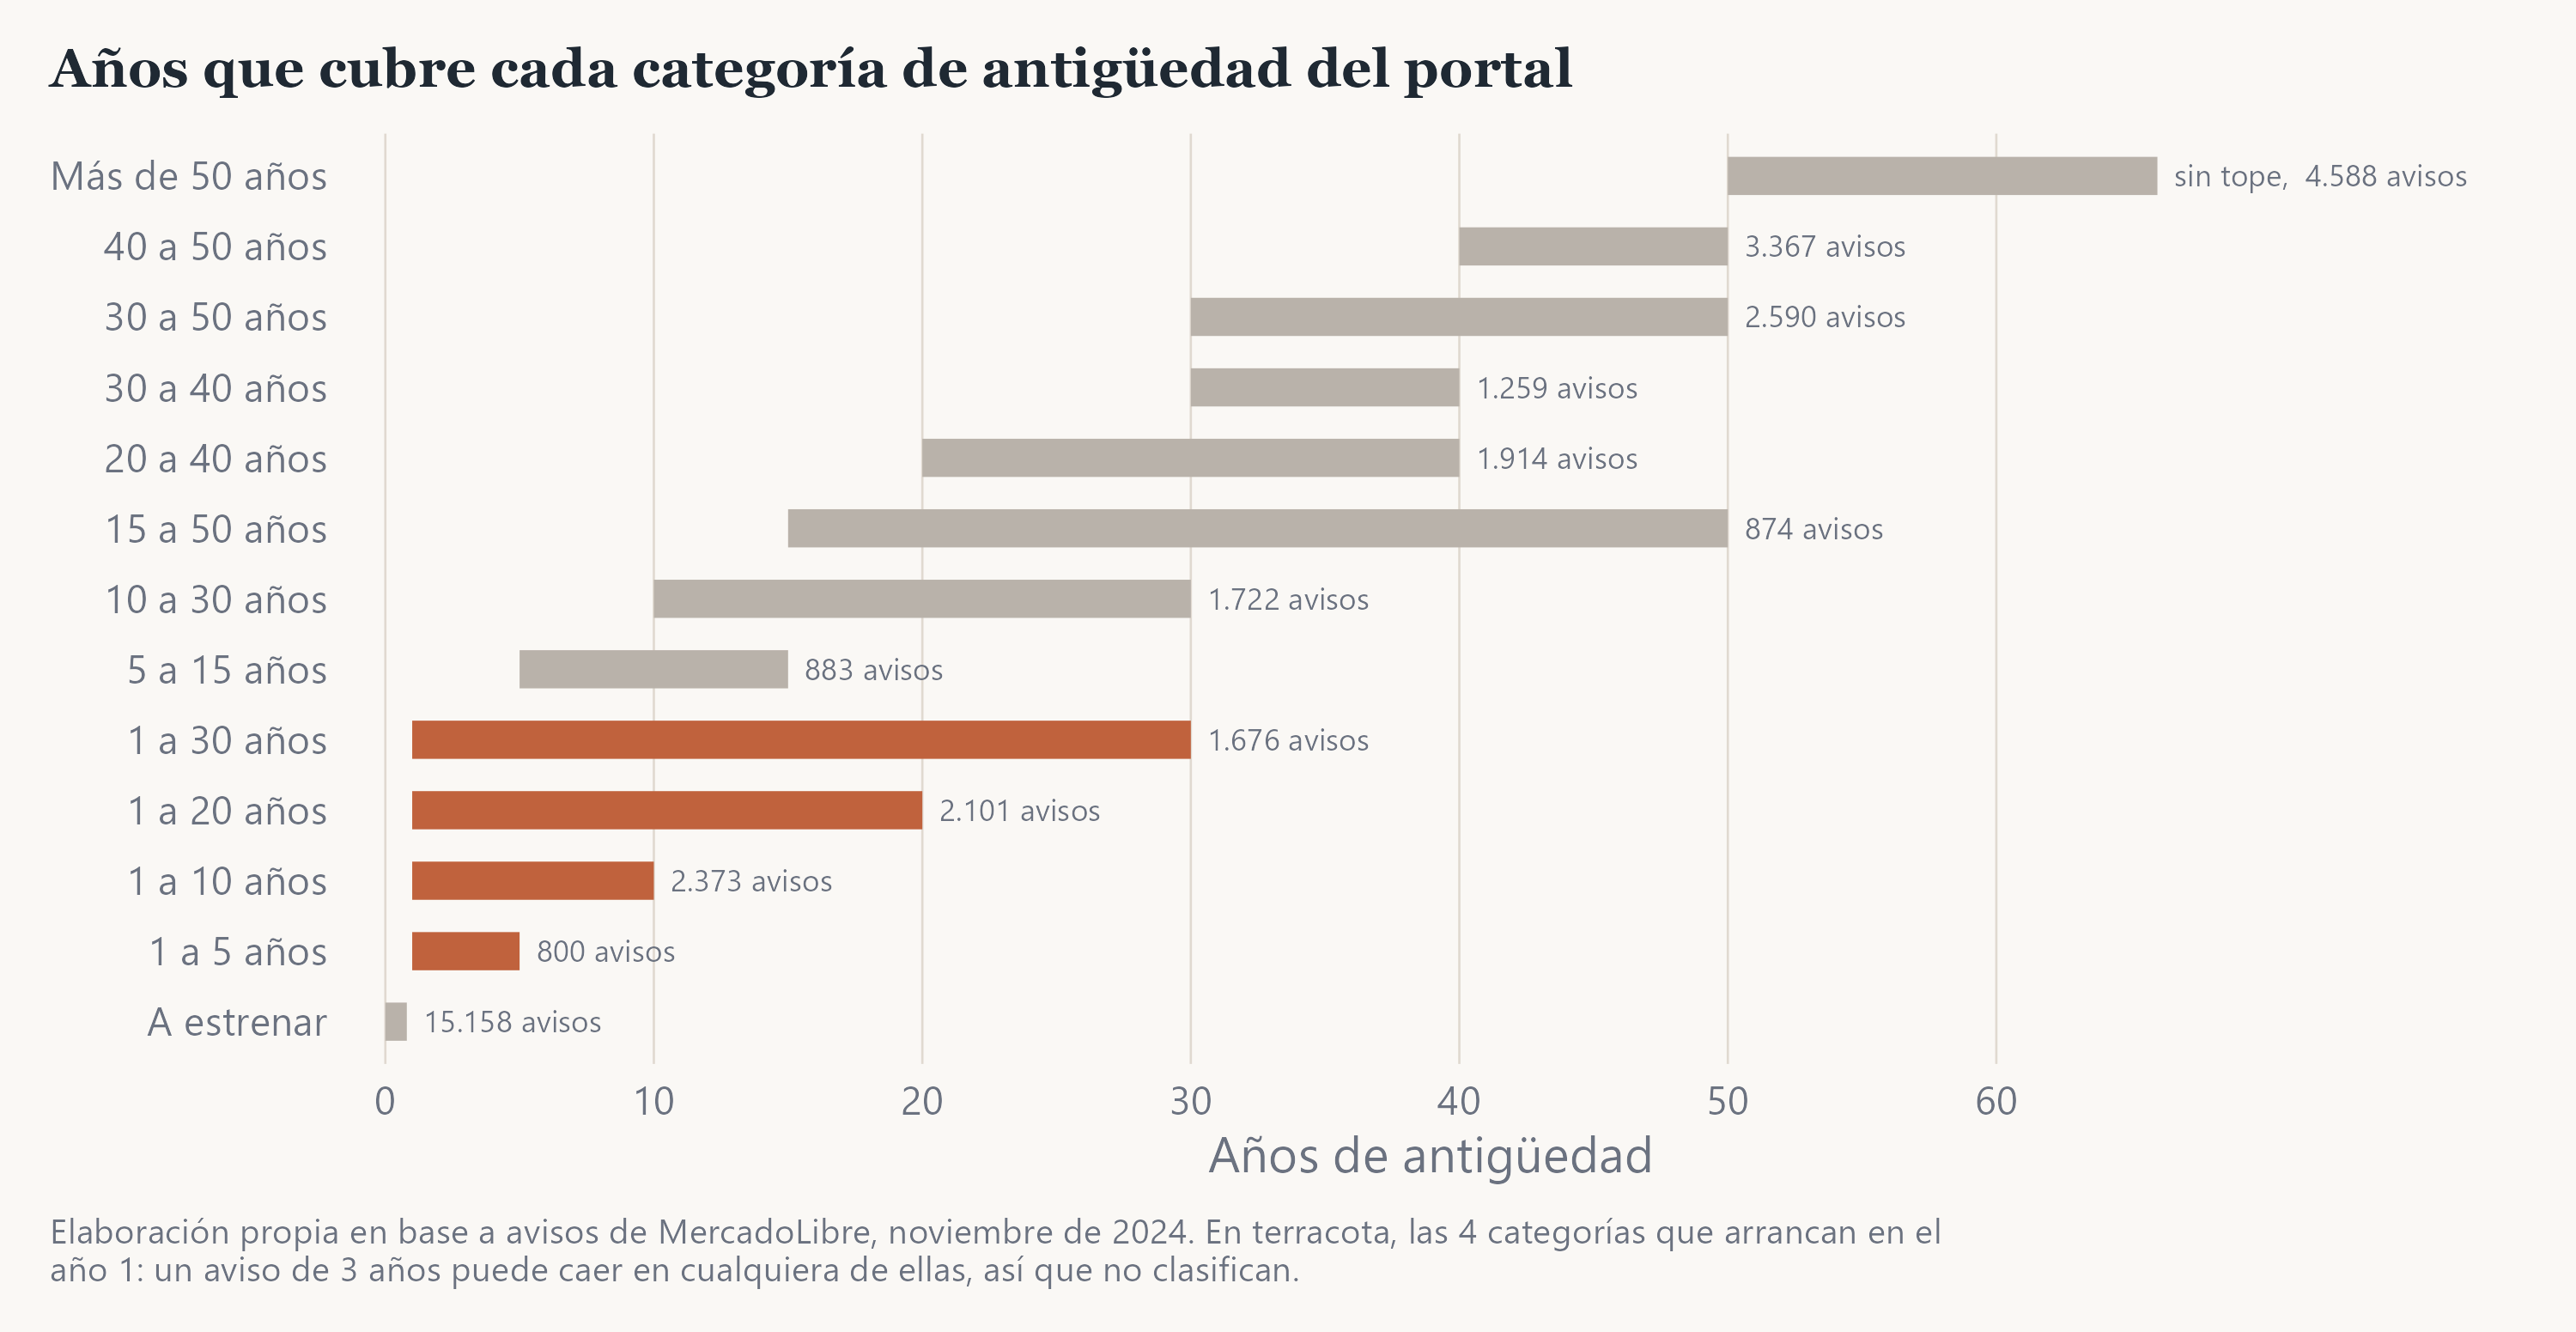 Años que cubre cada categoría de antigüedad del portal
Más de 50 años
sin tope,  4.588 avisos
40 a 50 años
3.367 avisos
30 a 50 años
2.590 avisos
30 a 40 años
1.259 avisos
20 a 40 años
1.914 avisos
15 a 50 años
874 avisos
10 a 30 años
1.722 avisos
5 a 15 años
883 avisos
1 a 30 años
1.676 avisos
1 a 20 años
2.101 avisos
1 a 10 años
2.373 avisos
1 a 5 años
800 avisos
A estrenar
15.158 avisos
0 10 20 30 40 50 60
Años de antigüedad
Elaboración propia en base a avisos de MercadoLibre, noviembre de 2024. En terracota, las 4 categorías que arrancan en el
año 1: un aviso de 3 años puede caer en cualquiera de ellas, así que no clasifican.